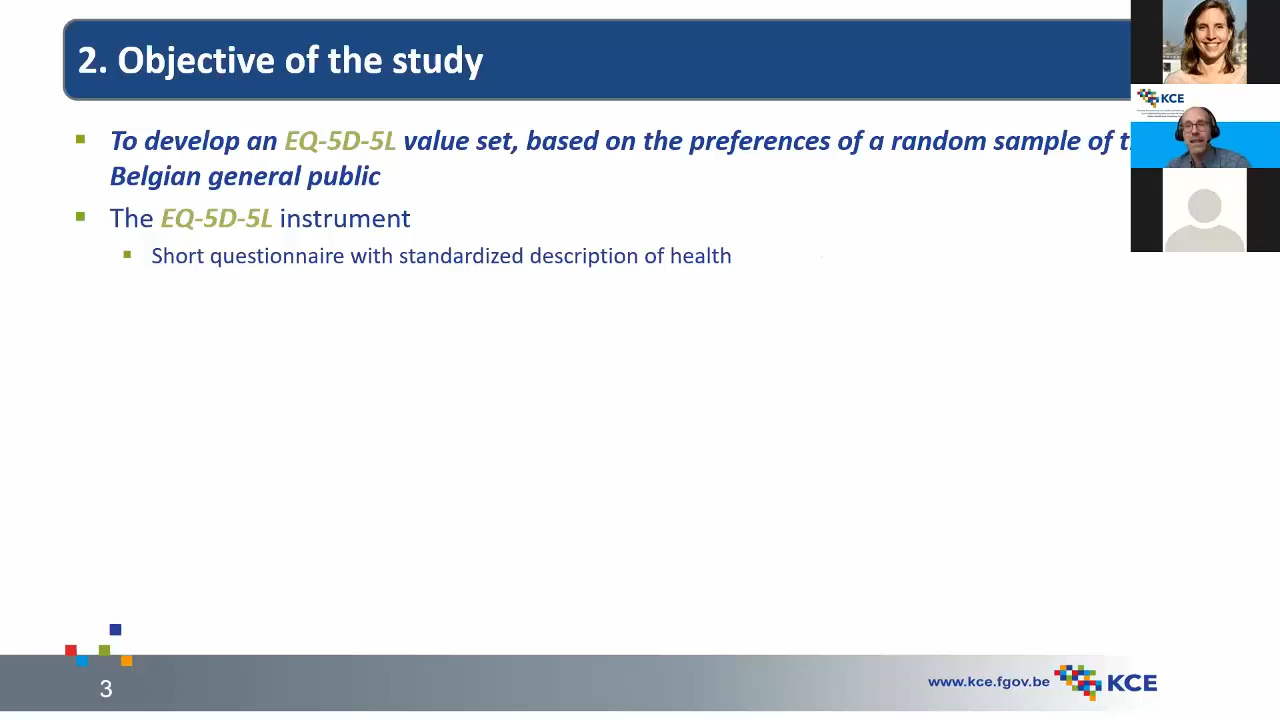 2. Objective of the study
To develop an EQ-5D-5L value set, based on the preferences of a random sample of
Belgian general public
The EQ-5D-5L instrument
Short questionnaire with standardized description of health
KCE
3
www.kce.fgov.be
KCE